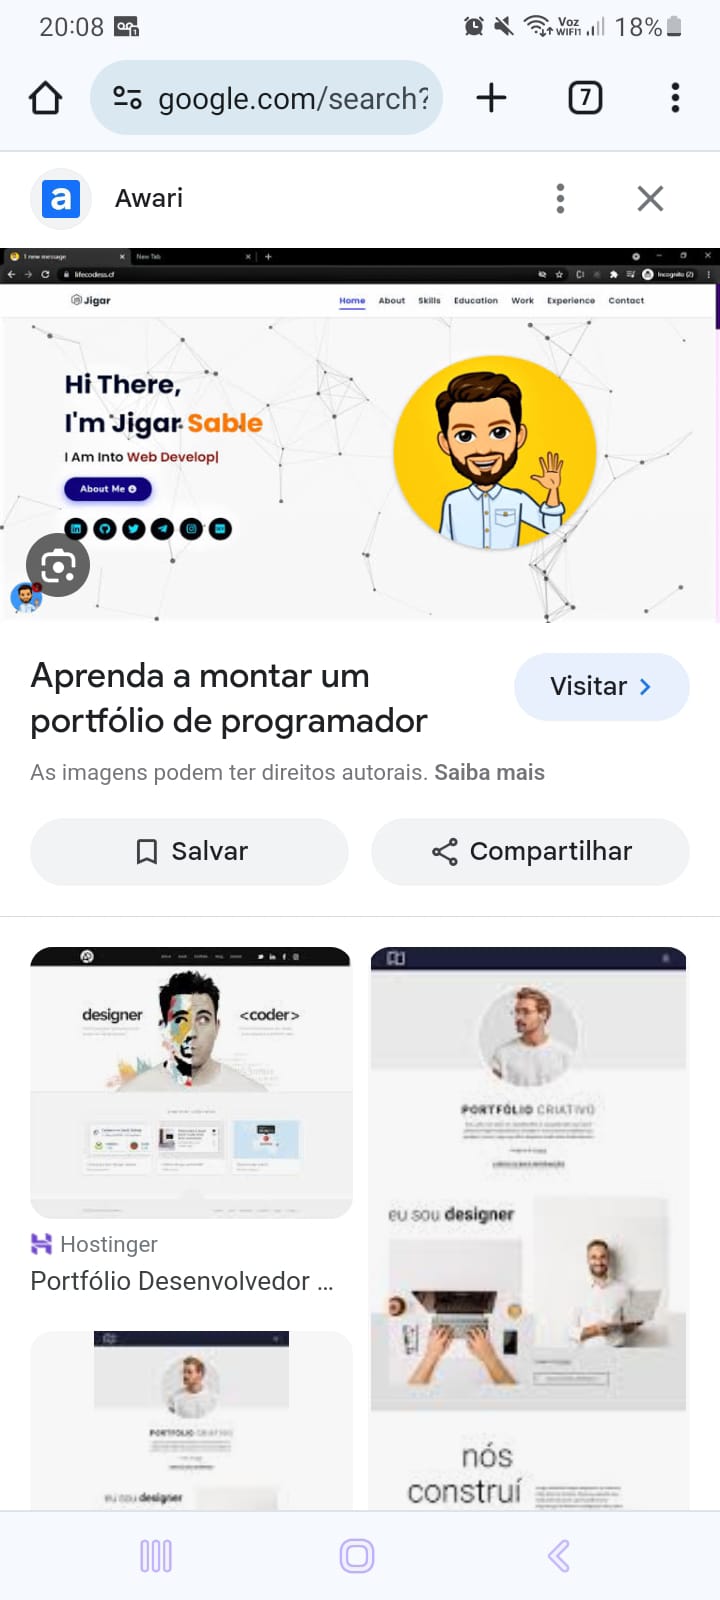 20:08
Voz
WIFI1
18%
google.com/search?
7
a
Awari
1 new message
New Tab
lifecodess.cf
Incognito (2)
Jigar
Home About Skills Education Work Experience Contact
Hi There,
I'm Jigar Sable
I Am Into Web Develop|
About Me
Aprenda a montar um
portfólio de programador
Visitar
As imagens podem ter direitos autorais. Saiba mais
Salvar
Compartilhar
designer
<coder>
Hostinger
Portfólio Desenvolvedor ...
PORTFÓLIO CRIATIVO
eu sou designer
nós
construí
PORTFÓLIO CRIATIVO
eu sou designer